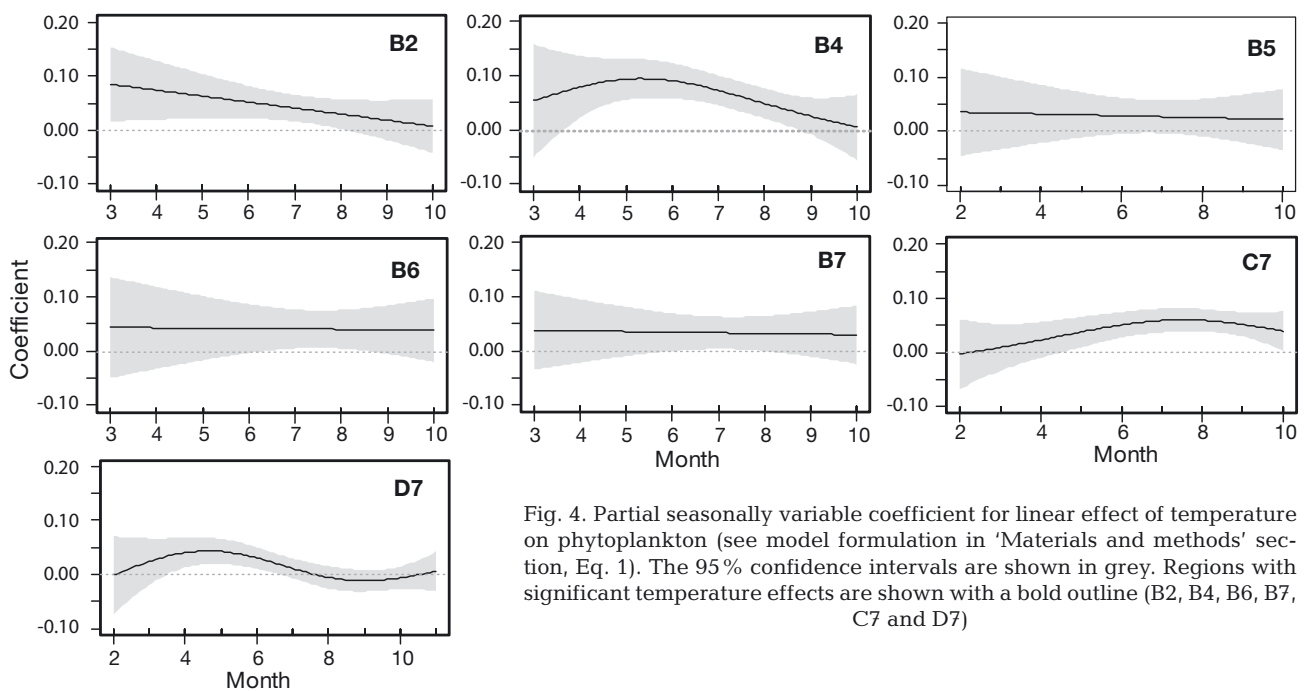 0.20
0.10
0.00
-0.10
B2
3 4 5 6 7 8 9 10
0.20
0.10
0.00
-0.10
B4
3 4 5 6 7 8 9 10
0.20
0.10
0.00
-0.10
B5
2 4 6 8 10
Coefficient
0.20
0.10
0.00
-0.10
B6
3 4 5 6 7 8 9 10
0.20
0.10
0.00
-0.10
B7
3 4 5 6 7 8 9 10
Month
0.20
0.10
0.00
-0.10
C7
2 4 6 8 10
Month
0.20
0.10
0.00
-0.10
D7
2 4 6 8 10
Month
Fig. 4. Partial seasonally variable coefficient for linear effect of temperature
on phytoplankton (see model formulation in ‘Materials and methods’ sec-
tion, Eq. 1). The 95% confidence intervals are shown in grey. Regions with
significant temperature effects are shown with a bold outline (B2, B4, B6, B7,
C7 and D7)